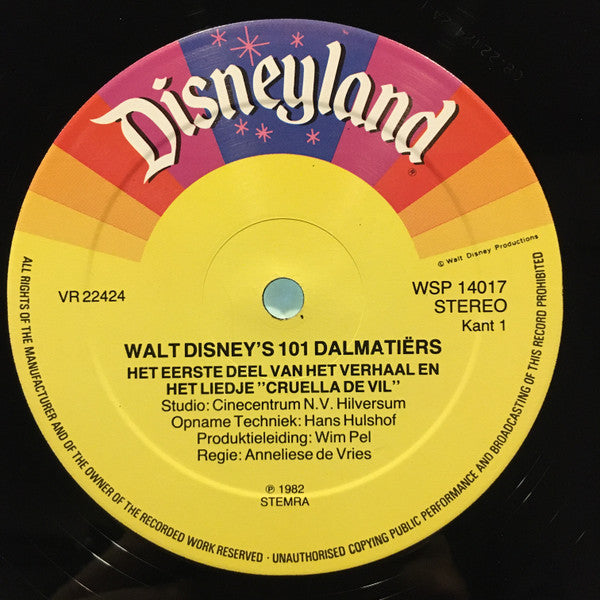 Disneyland
®
© Walt Disney Productions
VR 22424
WSP 14017
STEREO
Kant 1
WALT DISNEY'S 101 DALMATIËRS
HET EERSTE DEEL VAN HET VERHAAL EN
HET LIEDJE "CRUELLA DE VIL"
Studio: Cinecentrum N.V. Hilversum
Opname Techniek: Hans Hulshof
Produktieleiding: Wim Pel
Regie: Anneliese de Vries
℗ 1982
STEMRA
ALL RIGHTS OF THE MANUFACTURER AND OF THE OWNER OF THE RECORDED WORK RESERVED · UNAUTHORISED COPYING PUBLIC PERFORMANCE AND BROADCASTING OF THIS RECORD PROHIBITED